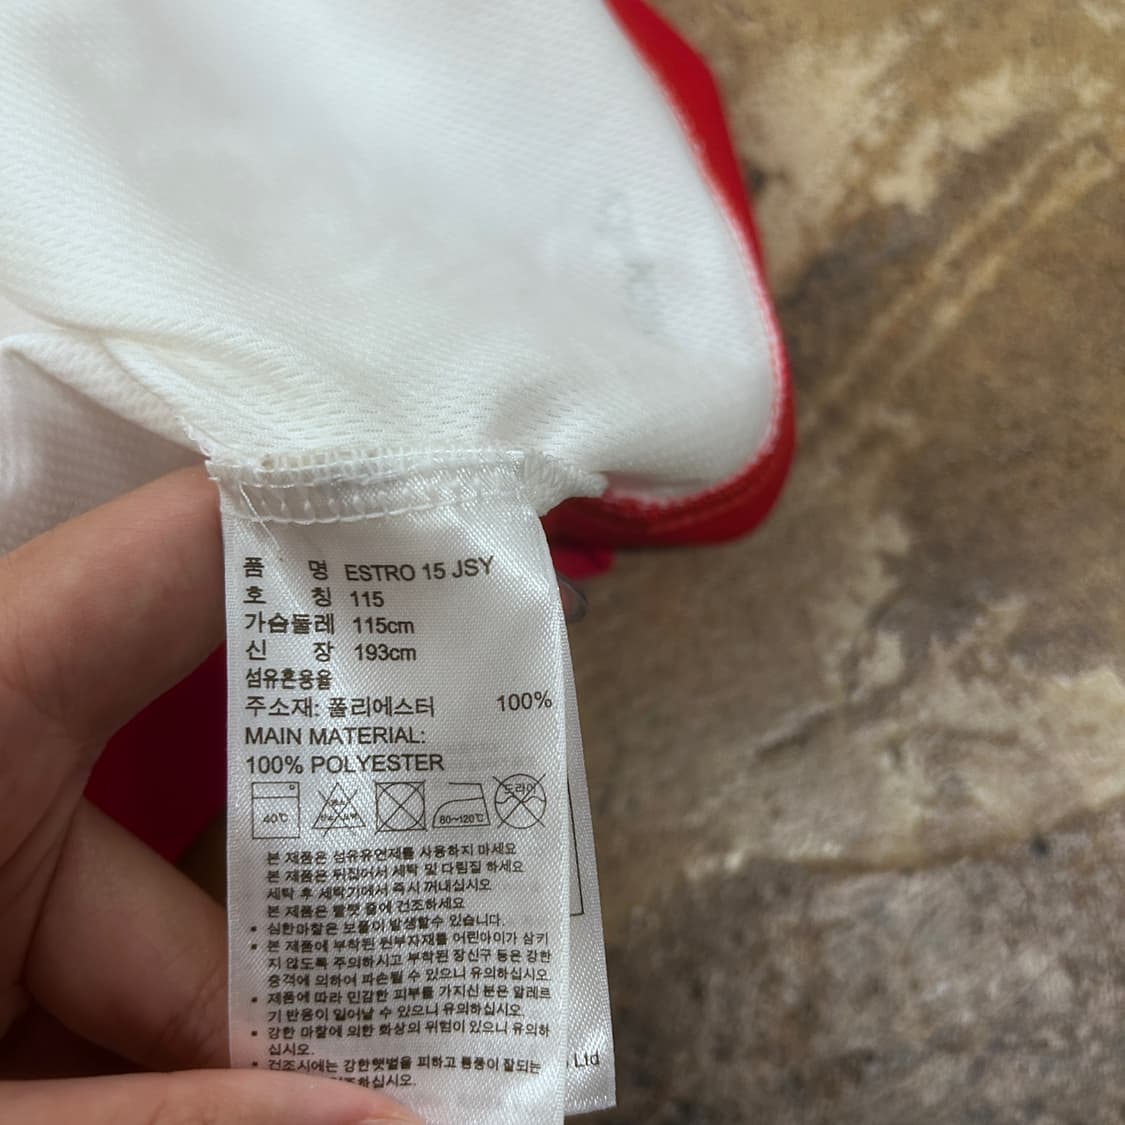 품 명 ESTRO 15 JSY
호 칭 115
가슴둘레 115cm
신 장 193cm
섬유혼용율
주소재: 폴리에스터 100%
MAIN MATERIAL:
100% POLYESTER
40℃ 80~120℃ 드라이
본 제품은 섬유유연제를 사용하지 마세요
본 제품은 뒤집어서 세탁 및 다림질 하세요
세탁 후 세탁기에서 즉시 꺼내십시오
본 제품은 빨랫 줄에 건조하세요
• 심한마찰은 보풀이 발생할수 있습니다.
• 본 제품에 부착된 원부자재를 어린아이가 삼키
지 않도록 주의하시고 부착된 장신구 등은 강한
충격에 의하여 파손될 수 있으니 유의하십시오
• 제품에 따라 민감한 피부를 가지신분은 알레르
기 반응이 일어날 수 있으니 유의하십시오.
• 강한 마찰에 의한 화상의 위험이 있으니 유의하
십시오.
• 건조시에는 강한햇볕을 피하고 통풍이 잘되는
십시오.
Ltd